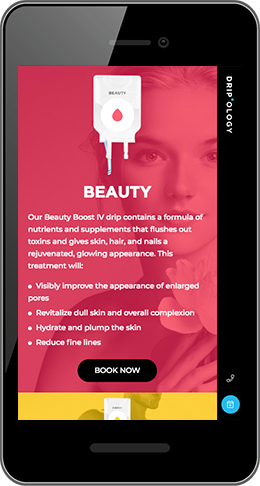 BEAUTY
DRIP•OLOGY
BEAUTY
Our Beauty Boost IV drip contains a formula of
nutrients and supplements that flushes out
toxins and gives skin, hair, and nails a
rejuvenated, glowing appearance. This
treatment will:
Visibly improve the appearance of enlarged
pores
Revitalize dull skin and overall complexion
Hydrate and plump the skin
Reduce fine lines
BOOK NOW